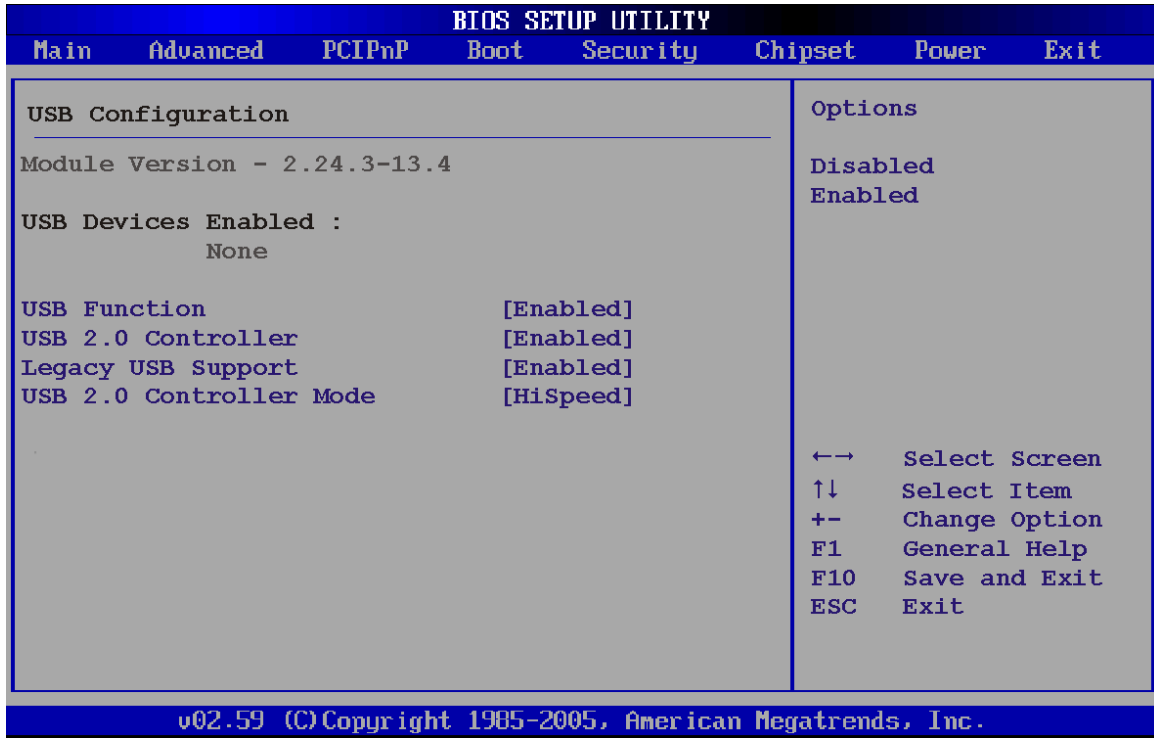 BIOS SETUP UTILITY
Main Advanced PCIPnP Boot Security Chipset Power Exit
USB Configuration
Module Version - 2.24.3-13.4
USB Devices Enabled :
None
USB Function [Enabled]
USB 2.0 Controller [Enabled]
Legacy USB Support [Enabled]
USB 2.0 Controller Mode [HiSpeed]
Options
Disabled
Enabled
←→ Select Screen
↑↓ Select Item
+- Change Option
F1 General Help
F10 Save and Exit
ESC Exit
v02.59 (C)Copyright 1985-2005, American Megatrends, Inc.